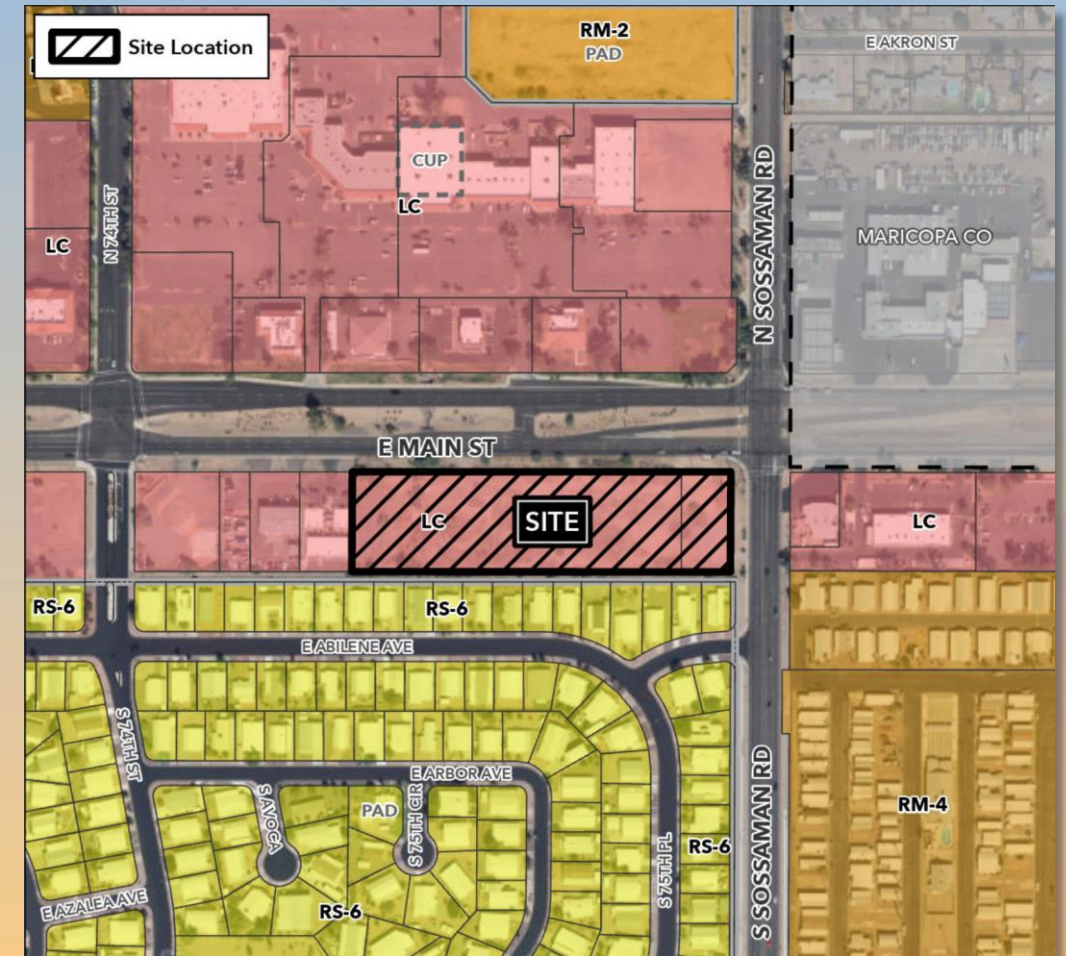 Site Location
RM-2
PAD
E AKRON ST
CUP
LC
N 74TH ST
LC
N SOSSAMAN RD
MARICOPA CO
E MAIN ST
LC
SITE
LC
RS-6
RS-6
E ABILENE AVE
S 74TH ST
E ARBOR AVE
S AVOCA
PAD
S 75TH CIR
S 75TH PL
RS-6
RM-4
S SOSSAMAN RD
E AZALEA AVE
RS-6